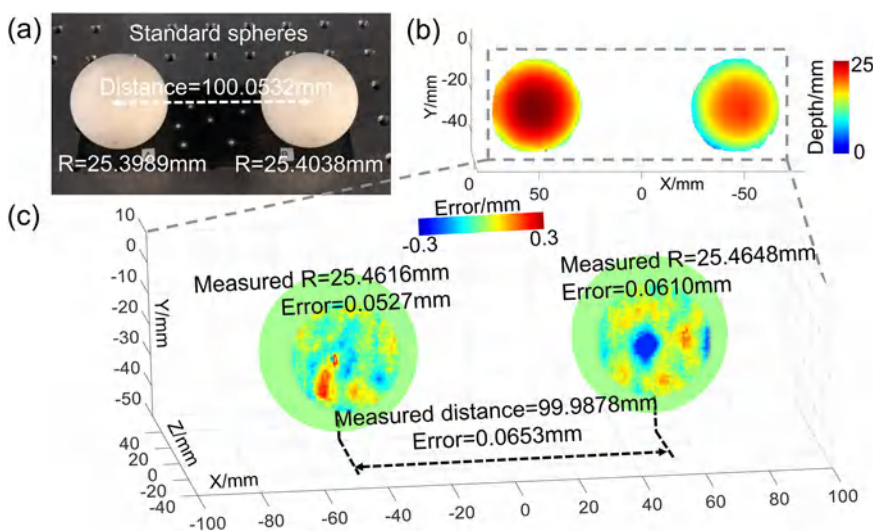 (a)
Standard spheres
Distance=100.0532mm
R=25.3989mm
R=25.4038mm
(b)
0
-20
-40
Y/mm
0
50
0
X/mm
-50
25
0
Depth/mm
(c)
Error/mm
-0.3
0.3
Measured R=25.4616mm
Error=0.0527mm
Measured R=25.4648mm
Error=0.0610mm
Measured distance=99.9878mm
Error=0.0653mm
10
0
-10
-20
-30
-40
-50
Y/mm
40
20
0
-20
-40
Z/mm
X/mm
-100
-80
-60
-40
-20
0
20
40
60
80
100